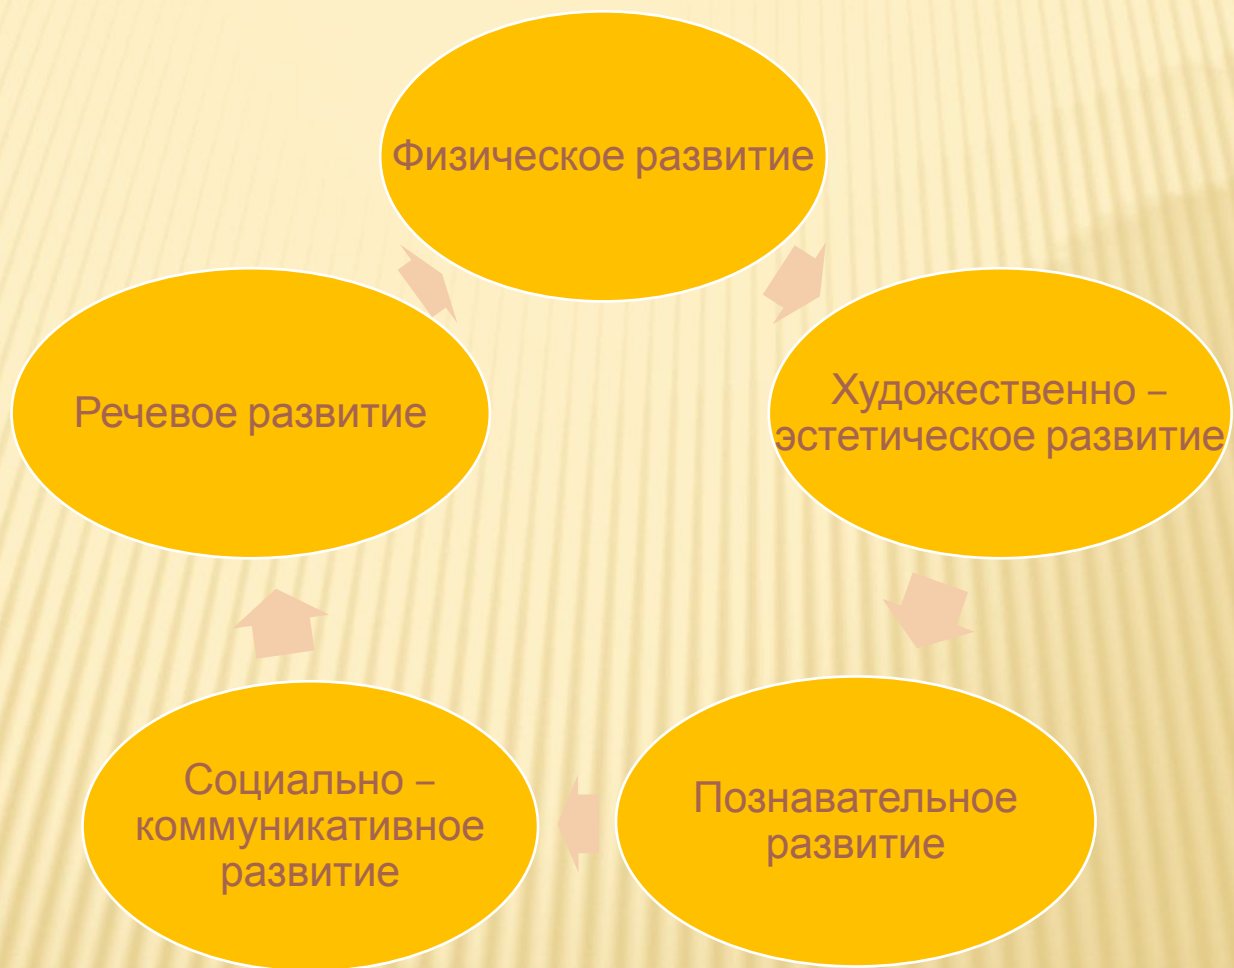 Физическое развитие
Художественно –
эстетическое развитие
Познавательное
развитие
Социально –
коммуникативное
развитие
Речевое развитие